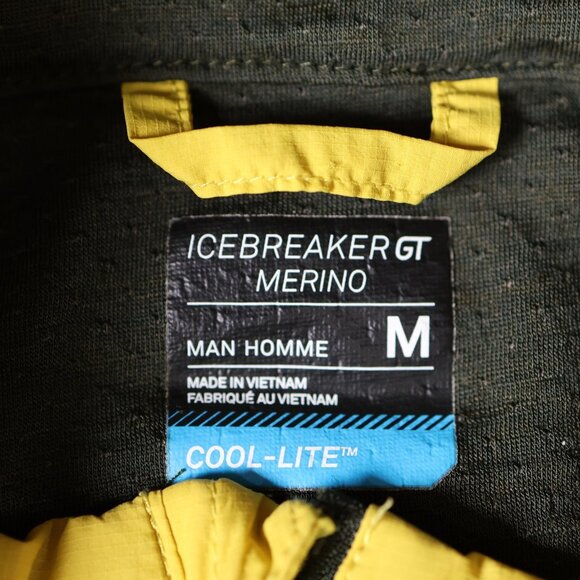 ICEBREAKER GT
MERINO
MAN HOMME M
MADE IN VIETNAM
FABRIQUÉ AU VIETNAM
COOL-LITE™